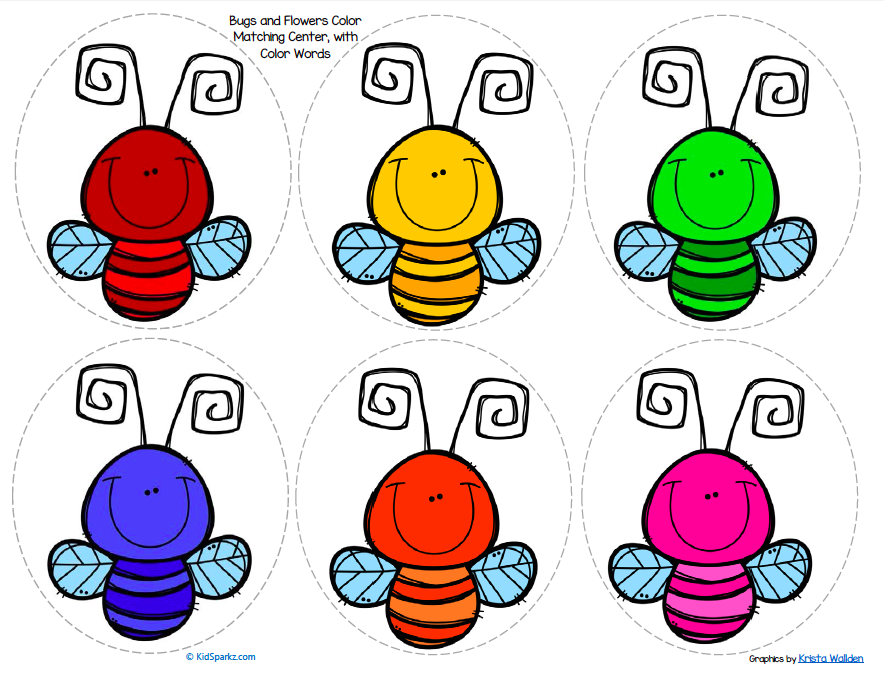 Bugs and Flowers Color
Matching Center, with
Color Words
© KidSparkz.com
Graphics by Krista Wallden